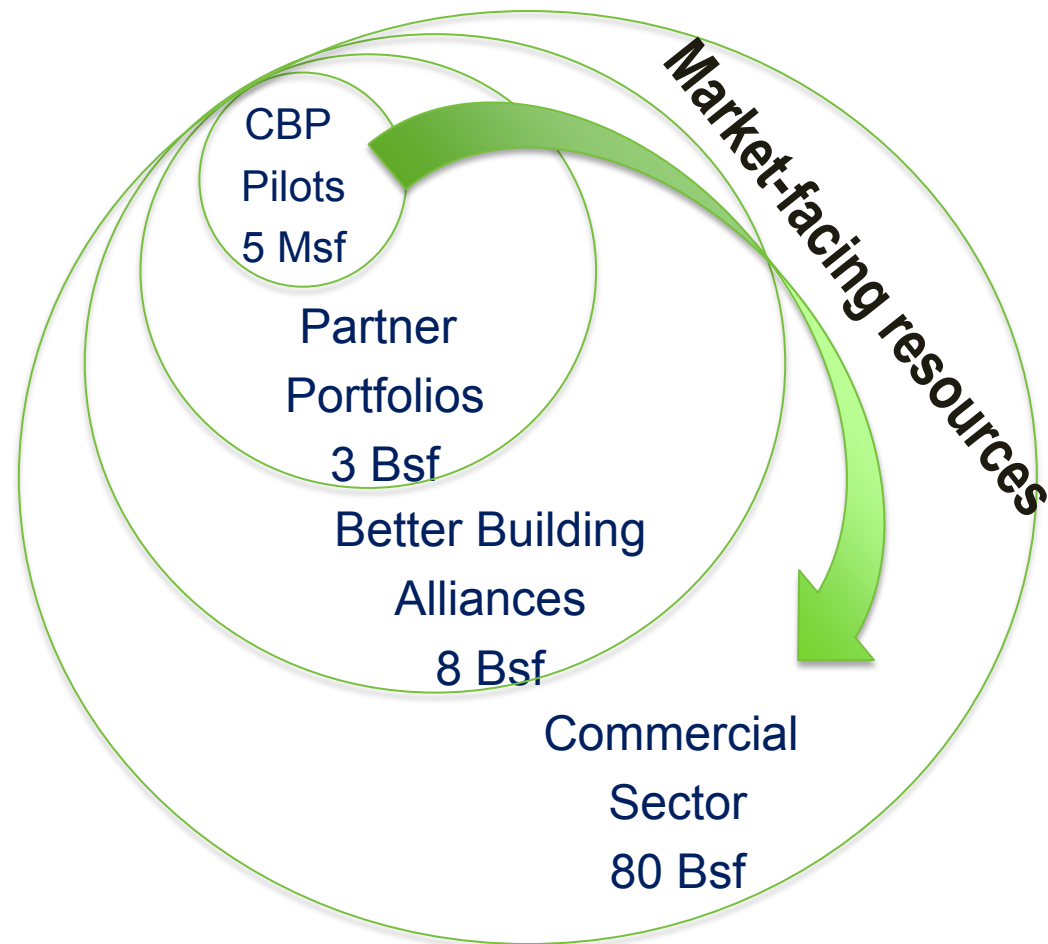 CBP
Pilots
5 Msf
Partner
Portfolios
3 Bsf
Better Building
Alliances
8 Bsf
Commercial
Sector
80 Bsf
Market-facing resources